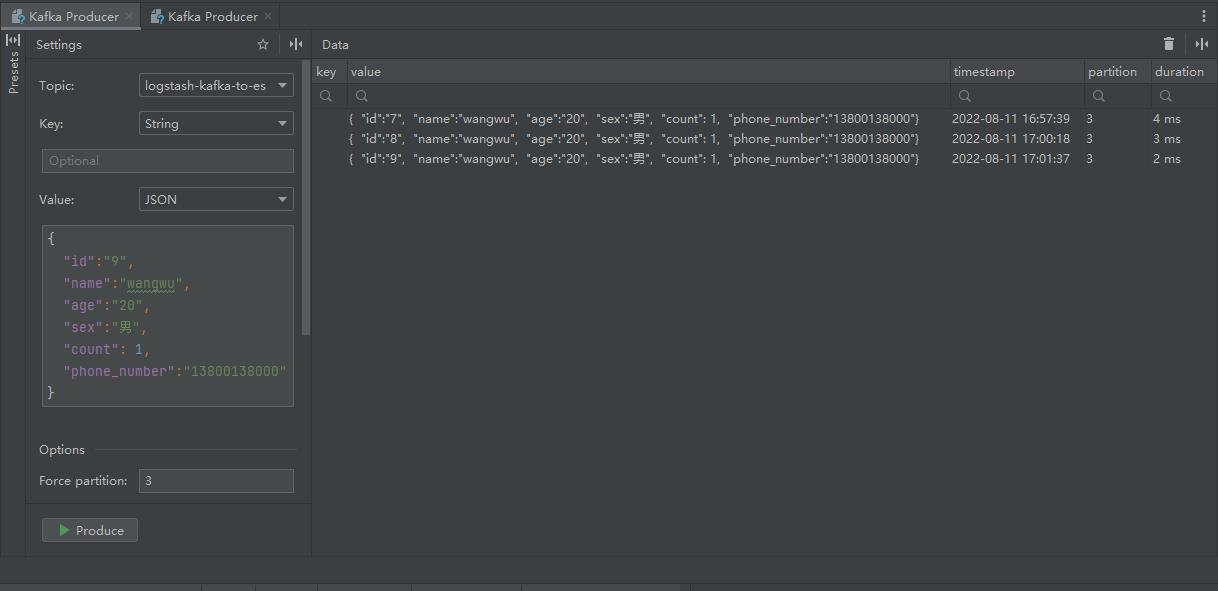 Kafka Producer Kafka Producer
Presets
Settings
Topic: logstash-kafka-to-es
Key: String
Optional
Value: JSON
{
"id":"9",
"name":"wangwu",
"age":"20",
"sex":"男",
"count": 1,
"phone_number":"13800138000"
}
Options
Force partition: 3
Produce
Data
key value timestamp partition duration
{ "id":"7", "name":"wangwu", "age":"20", "sex":"男", "count": 1, "phone_number":"13800138000"} 2022-08-11 16:57:39 3 4 ms
{ "id":"8", "name":"wangwu", "age":"20", "sex":"男", "count": 1, "phone_number":"13800138000"} 2022-08-11 17:00:18 3 3 ms
{ "id":"9", "name":"wangwu", "age":"20", "sex":"男", "count": 1, "phone_number":"13800138000"} 2022-08-11 17:01:37 3 2 ms